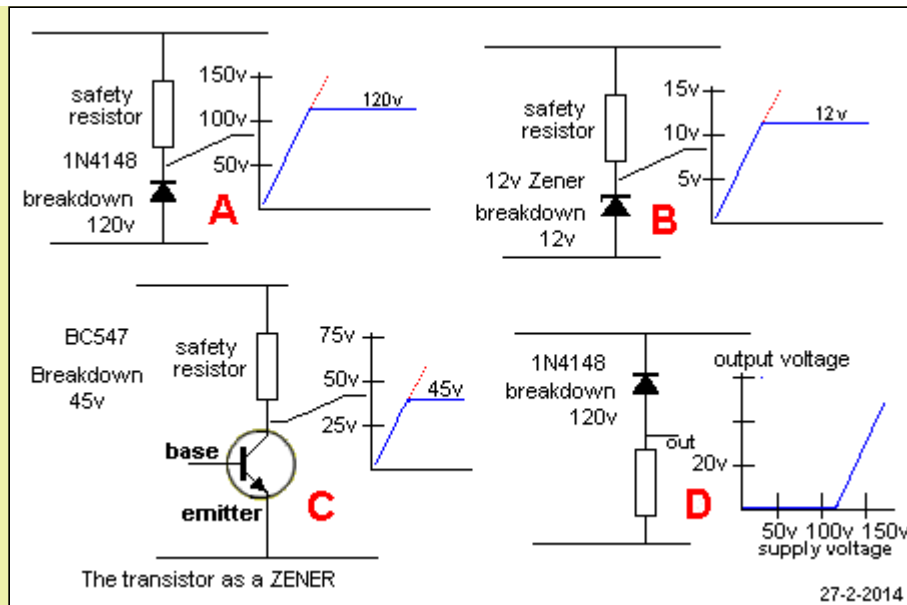 safety
resistor
1N4148
breakdown
120v
A
150v
100v
50v
120v
safety
resistor
12v Zener
breakdown
12v
B
15v
10v
5v
12v
BC547
Breakdown
45v
safety
resistor
base
emitter
C
75v
50v
25v
45v
The transistor as a ZENER
1N4148
breakdown
120v
out
D
output voltage
20v
50v 100v 150v
supply voltage
27-2-2014